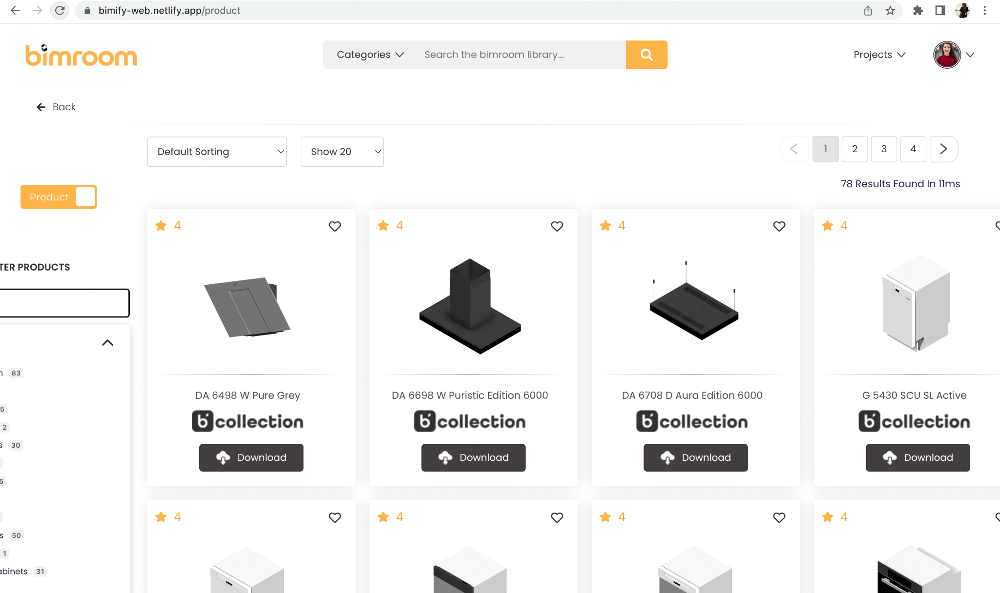 bimify-web.netlify.app/product
bimroom
Categories
Search the bimroom library...
Projects
Back
Default Sorting
Show 20
1
2
3
4
78 Results Found In 11ms
Product
TER PRODUCTS
n 83
5
2
s 30
5
s 50
1
abinets 31
4
DA 6498 W Pure Grey
b collection
Download
4
DA 6698 W Puristic Edition 6000
b collection
Download
4
DA 6708 D Aura Edition 6000
b collection
Download
4
G 5430 SCU SL Active
b collection
Download
4
4
4
4